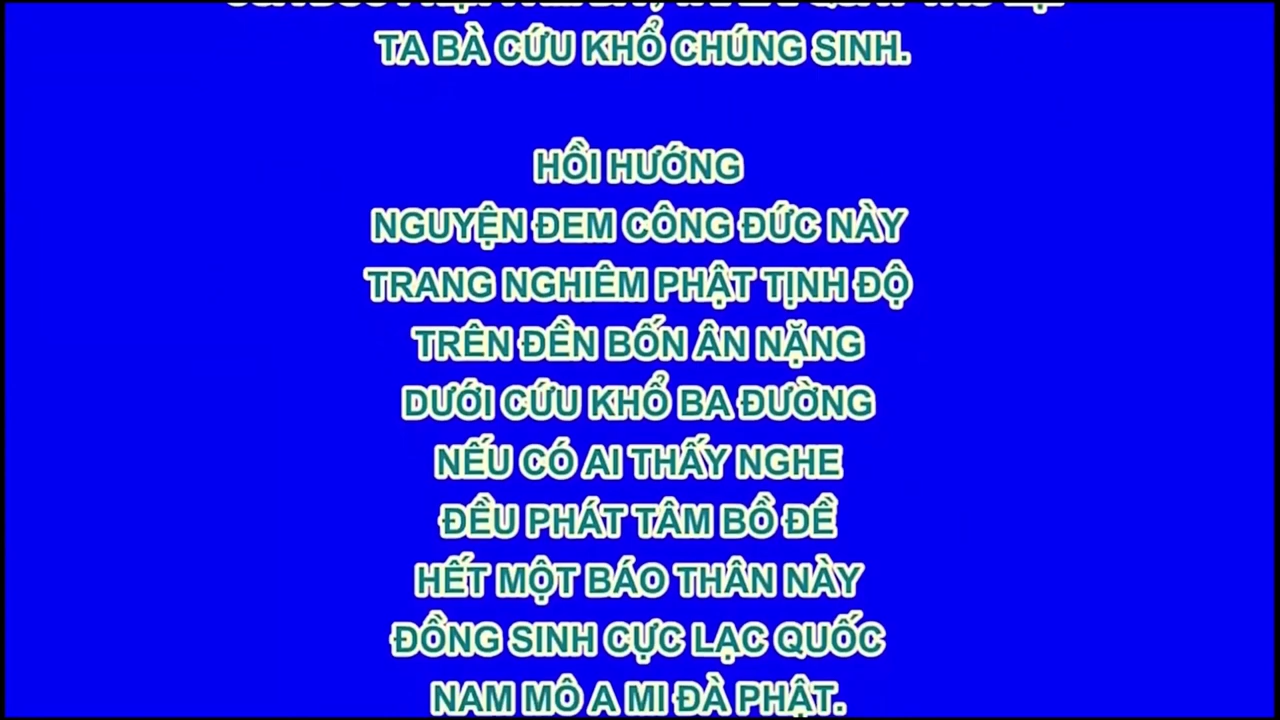 TA BÀ CỨU KHỔ CHÚNG SINH.
HỒI HƯỚNG
NGUYỆN ĐEM CÔNG ĐỨC NÀY
TRANG NGHIÊM PHẬT TỊNH ĐỘ
TRÊN ĐỀN BỐN ÂN NẶNG
DƯỚI CỨU KHỔ BA ĐƯỜNG
NẾU CÓ AI THẤY NGHE
ĐỀU PHÁT TÂM BỒ ĐỀ
HẾT MỘT BÁO THÂN NÀY
ĐỒNG SINH CỰC LẠC QUỐC
NAM MÔ A MI ĐÀ PHẬT.